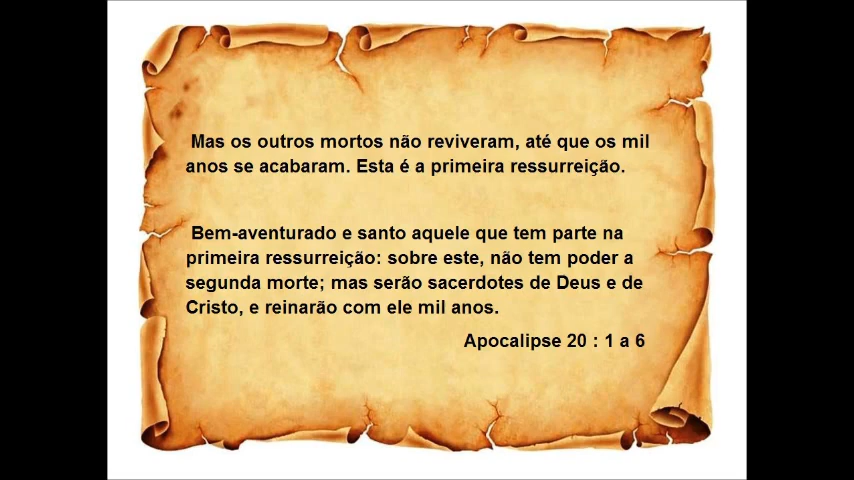 Mas os outros mortos não reviveram, até que os mil
anos se acabaram. Esta é a primeira ressurreição.
Bem-aventurado e santo aquele que tem parte na
primeira ressurreição: sobre este, não tem poder a
segunda morte; mas serão sacerdotes de Deus e de
Cristo, e reinarão com ele mil anos.
Apocalipse 20 : 1 a 6